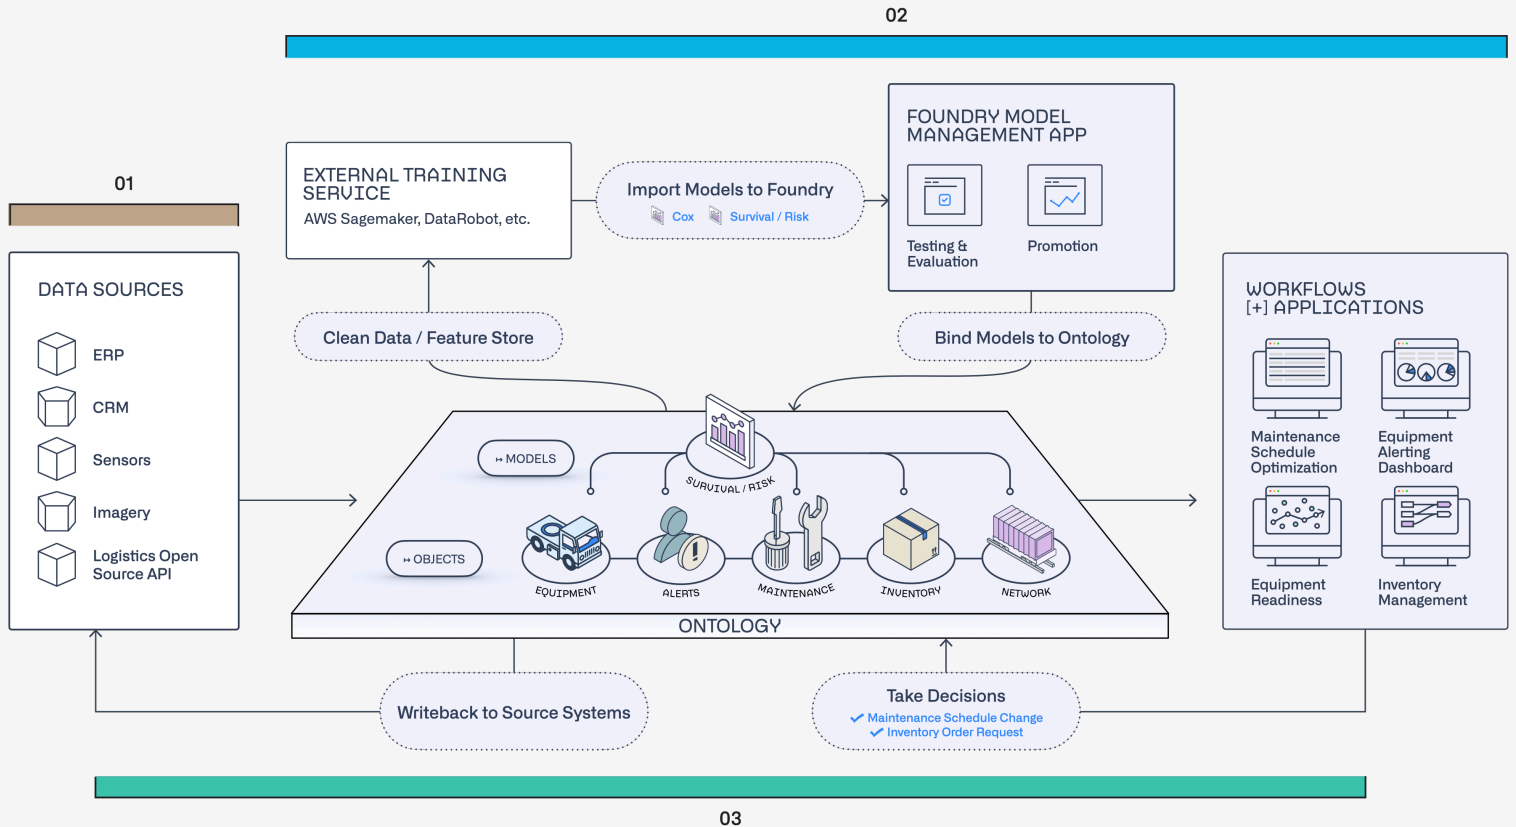 02
01
DATA SOURCES
ERP
CRM
Sensors
Imagery
Logistics Open
Source API
EXTERNAL TRAINING
SERVICE
AWS Sagemaker, DataRobot, etc.
Import Models to Foundry
Cox
Survival / Risk
FOUNDRY MODEL
MANAGEMENT APP
Testing &
Evaluation
Promotion
Clean Data / Feature Store
Bind Models to Ontology
↦ MODELS
SURVIVAL / RISK
↦ OBJECTS
EQUIPMENT
ALERTS
MAINTENANCE
INVENTORY
NETWORK
ONTOLOGY
WORKFLOWS
[+] APPLICATIONS
Maintenance
Schedule
Optimization
Equipment
Alerting
Dashboard
Equipment
Readiness
Inventory
Management
Writeback to Source Systems
Take Decisions
Maintenance Schedule Change
Inventory Order Request
03